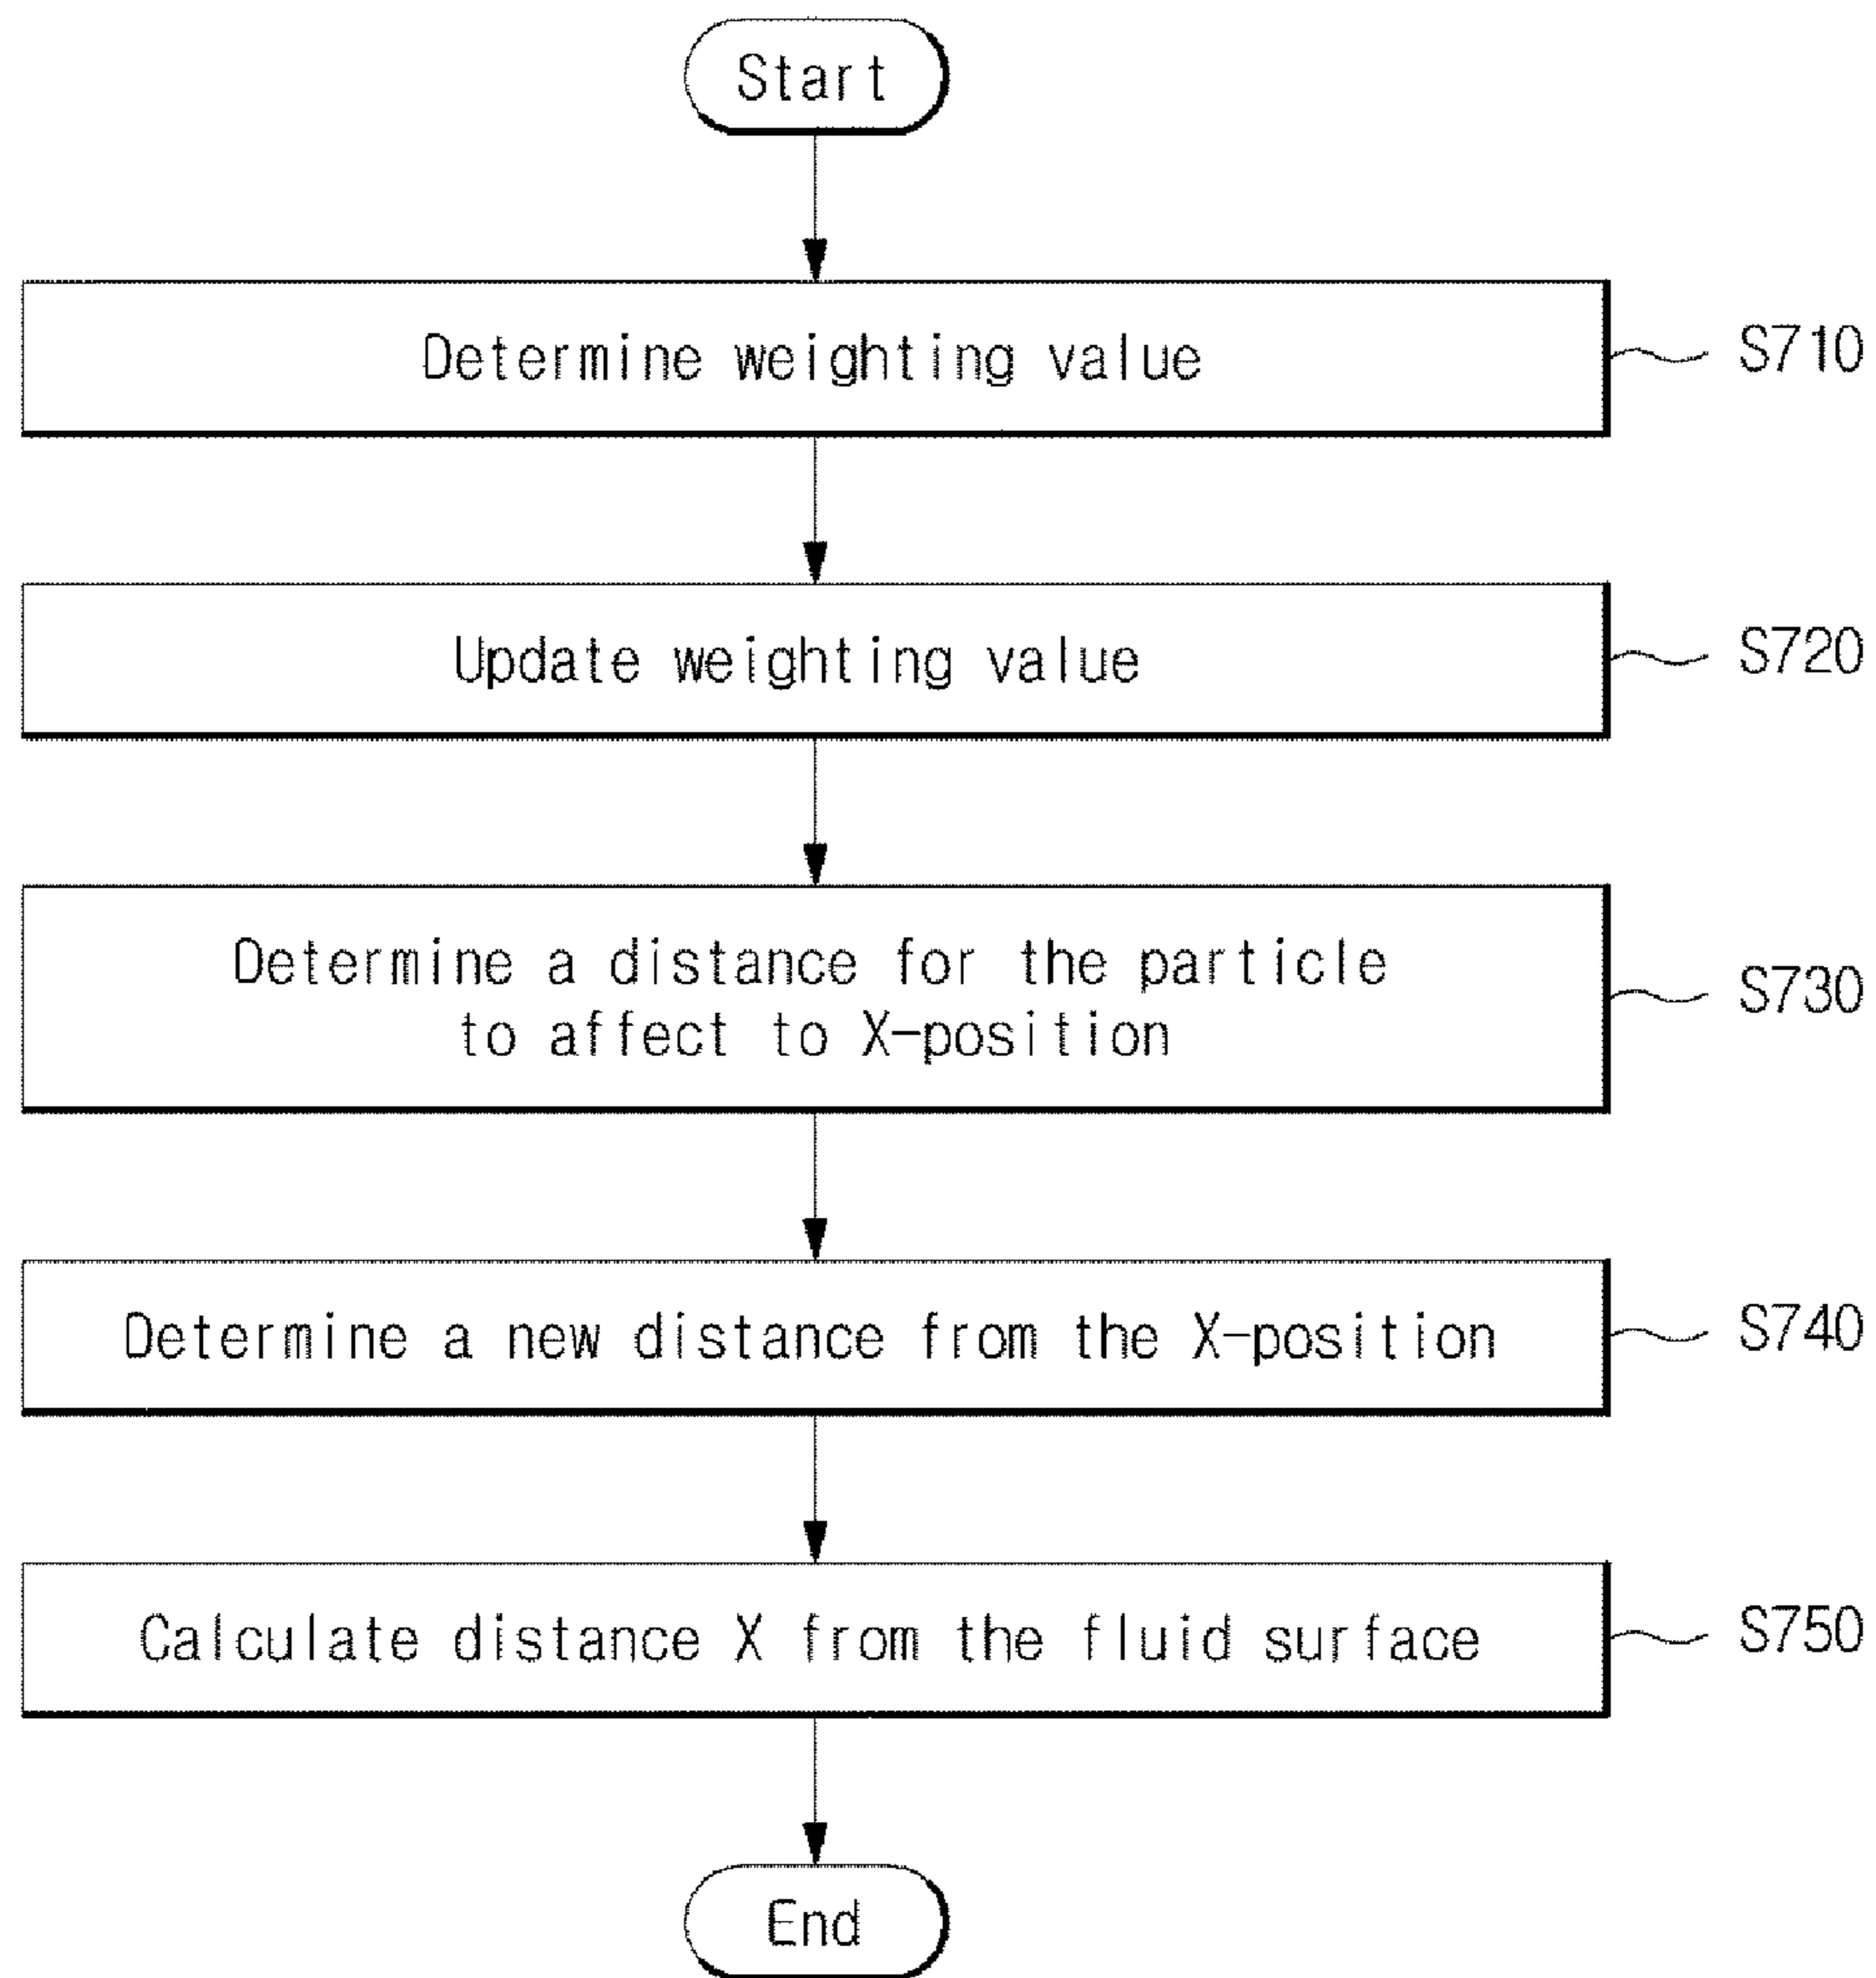 Start
Determine weighting value
S710
Update weighting value
S720
Determine a distance for the particle
to affect to X-position
S730
Determine a new distance from the X-position
S740
Calculate distance X from the fluid surface
S750
End